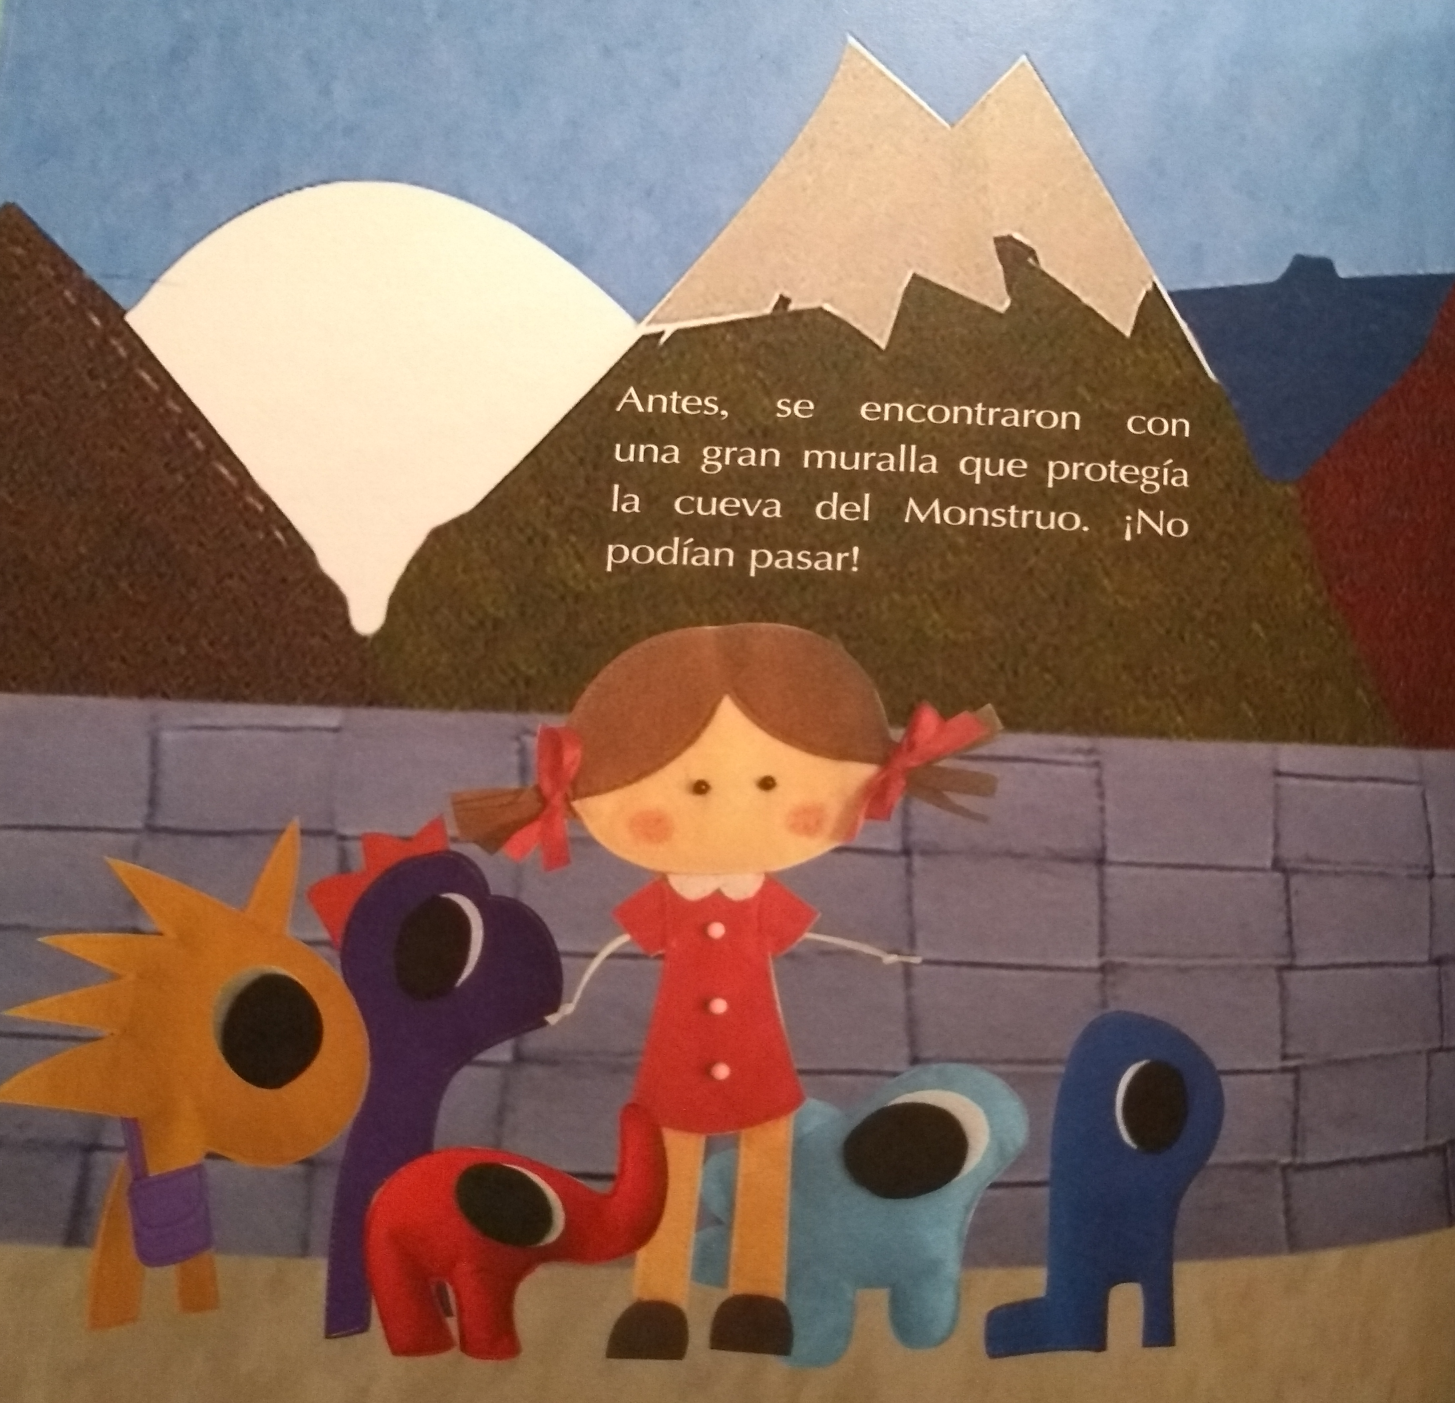 Antes, se encontraron con
una gran muralla que protegía
la cueva del Monstruo. ¡No
podían pasar!